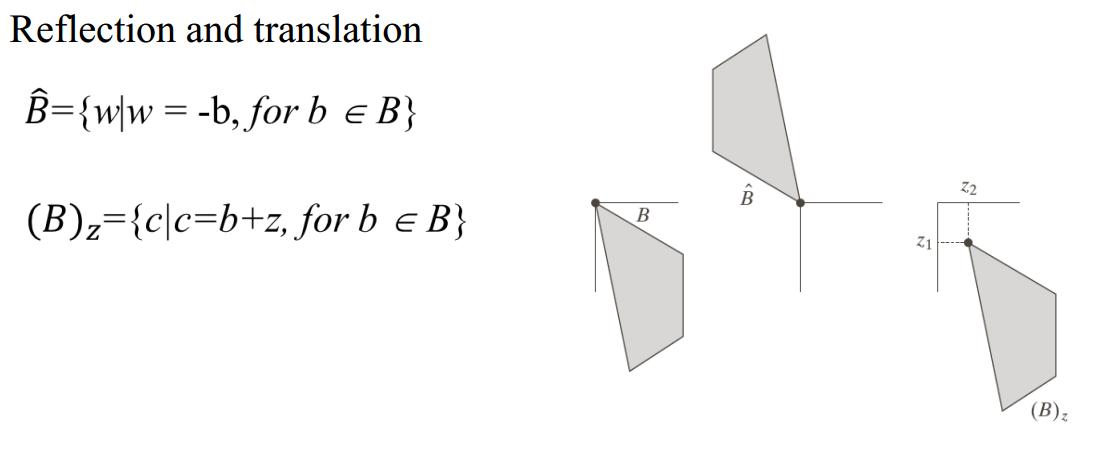 Reflection and translation
B̂={w|w = -b, for b ∈ B}
(B)z={c|c=b+z, for b ∈ B}
B
B̂
z2
z1
(B)z